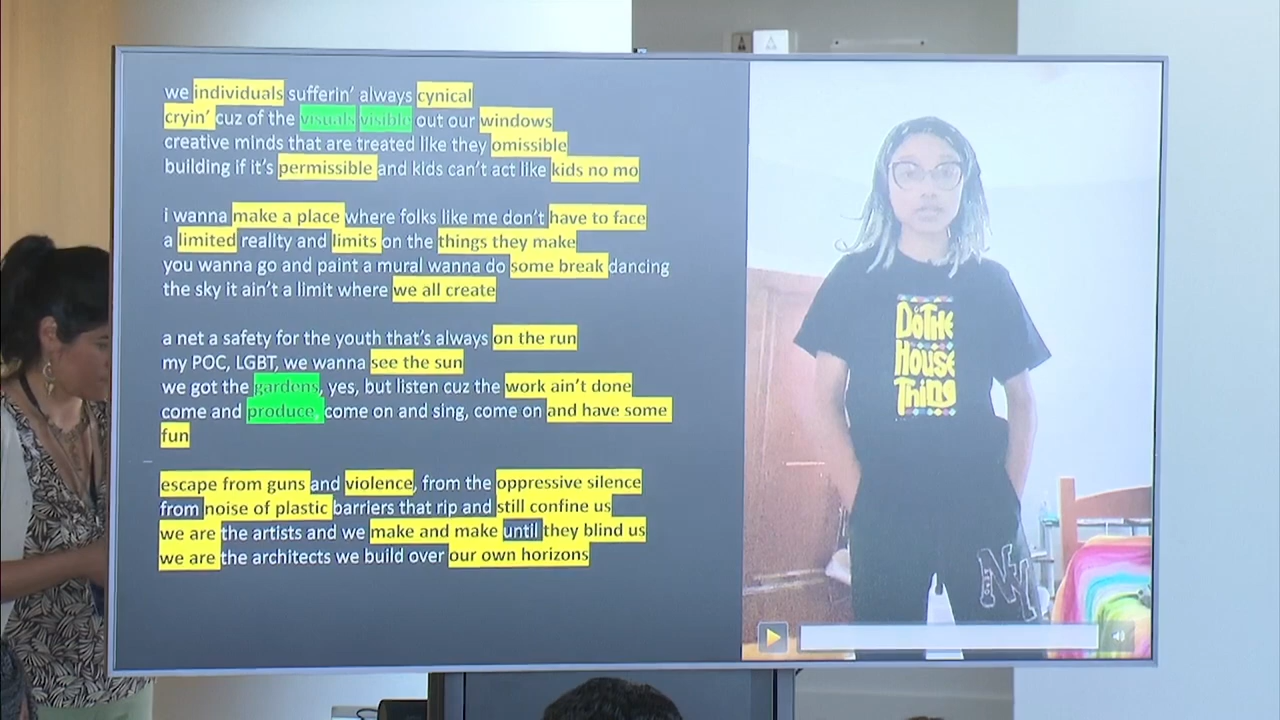 we individuals sufferin' always cynical
cryin' cuz of the visuals visible out our windows
creative minds that are treated like they omissible
building if it's permissible and kids can't act like kids no mo
i wanna make a place where folks like me don't have to face
a limited reality and limits on the things they make
you wanna go and paint a mural wanna do some break dancing
the sky it ain't a limit where we all create
a net a safety for the youth that's always on the run
my POC, LGBT, we wanna see the sun
we got the gardens, yes, but listen cuz the work ain't done
come and produce, come on and sing, come on and have some
fun
escape from guns and violence, from the oppressive silence
from noise of plastic barriers that rip and still confine us
we are the artists and we make and make until they blind us
we are the architects we build over our own horizons
DO THE
HOUSE
THING